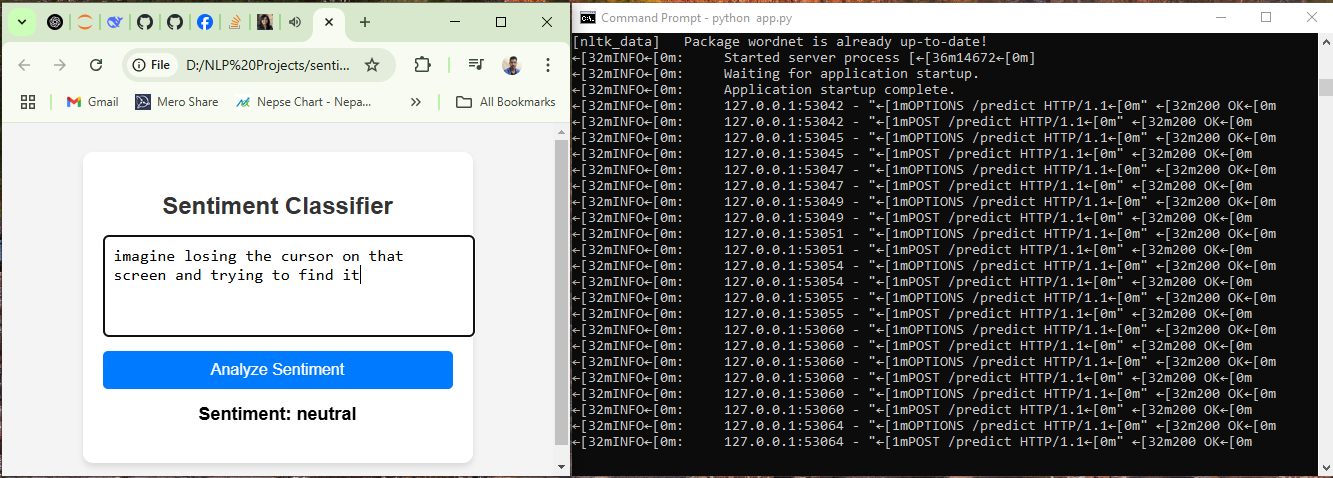 File
D:/NLP%20Projects/senti...
Gmail
Mero Share
Nepse Chart - Nepa...
»
All Bookmarks
Sentiment Classifier
imagine losing the cursor on that
screen and trying to find it
Analyze Sentiment
Sentiment: neutral
Command Prompt - python  app.py
[nltk_data]   Package wordnet is already up-to-date!
←[32mINFO←[0m:     Started server process [←[36m14672←[0m]
←[32mINFO←[0m:     Waiting for application startup.
←[32mINFO←[0m:     Application startup complete.
←[32mINFO←[0m:     127.0.0.1:53042 - "←[1mOPTIONS /predict HTTP/1.1←[0m" ←[32m200 OK←[0m
←[32mINFO←[0m:     127.0.0.1:53042 - "←[1mPOST /predict HTTP/1.1←[0m" ←[32m200 OK←[0m
←[32mINFO←[0m:     127.0.0.1:53045 - "←[1mOPTIONS /predict HTTP/1.1←[0m" ←[32m200 OK←[0m
←[32mINFO←[0m:     127.0.0.1:53045 - "←[1mPOST /predict HTTP/1.1←[0m" ←[32m200 OK←[0m
←[32mINFO←[0m:     127.0.0.1:53047 - "←[1mOPTIONS /predict HTTP/1.1←[0m" ←[32m200 OK←[0m
←[32mINFO←[0m:     127.0.0.1:53047 - "←[1mPOST /predict HTTP/1.1←[0m" ←[32m200 OK←[0m
←[32mINFO←[0m:     127.0.0.1:53049 - "←[1mOPTIONS /predict HTTP/1.1←[0m" ←[32m200 OK←[0m
←[32mINFO←[0m:     127.0.0.1:53049 - "←[1mPOST /predict HTTP/1.1←[0m" ←[32m200 OK←[0m
←[32mINFO←[0m:     127.0.0.1:53051 - "←[1mOPTIONS /predict HTTP/1.1←[0m" ←[32m200 OK←[0m
←[32mINFO←[0m:     127.0.0.1:53051 - "←[1mPOST /predict HTTP/1.1←[0m" ←[32m200 OK←[0m
←[32mINFO←[0m:     127.0.0.1:53054 - "←[1mOPTIONS /predict HTTP/1.1←[0m" ←[32m200 OK←[0m
←[32mINFO←[0m:     127.0.0.1:53054 - "←[1mPOST /predict HTTP/1.1←[0m" ←[32m200 OK←[0m
←[32mINFO←[0m:     127.0.0.1:53055 - "←[1mOPTIONS /predict HTTP/1.1←[0m" ←[32m200 OK←[0m
←[32mINFO←[0m:     127.0.0.1:53055 - "←[1mPOST /predict HTTP/1.1←[0m" ←[32m200 OK←[0m
←[32mINFO←[0m:     127.0.0.1:53060 - "←[1mOPTIONS /predict HTTP/1.1←[0m" ←[32m200 OK←[0m
←[32mINFO←[0m:     127.0.0.1:53060 - "←[1mPOST /predict HTTP/1.1←[0m" ←[32m200 OK←[0m
←[32mINFO←[0m:     127.0.0.1:53060 - "←[1mOPTIONS /predict HTTP/1.1←[0m" ←[32m200 OK←[0m
←[32mINFO←[0m:     127.0.0.1:53060 - "←[1mPOST /predict HTTP/1.1←[0m" ←[32m200 OK←[0m
←[32mINFO←[0m:     127.0.0.1:53060 - "←[1mOPTIONS /predict HTTP/1.1←[0m" ←[32m200 OK←[0m
←[32mINFO←[0m:     127.0.0.1:53060 - "←[1mPOST /predict HTTP/1.1←[0m" ←[32m200 OK←[0m
←[32mINFO←[0m:     127.0.0.1:53064 - "←[1mOPTIONS /predict HTTP/1.1←[0m" ←[32m200 OK←[0m
←[32mINFO←[0m:     127.0.0.1:53064 - "←[1mPOST /predict HTTP/1.1←[0m" ←[32m200 OK←[0m